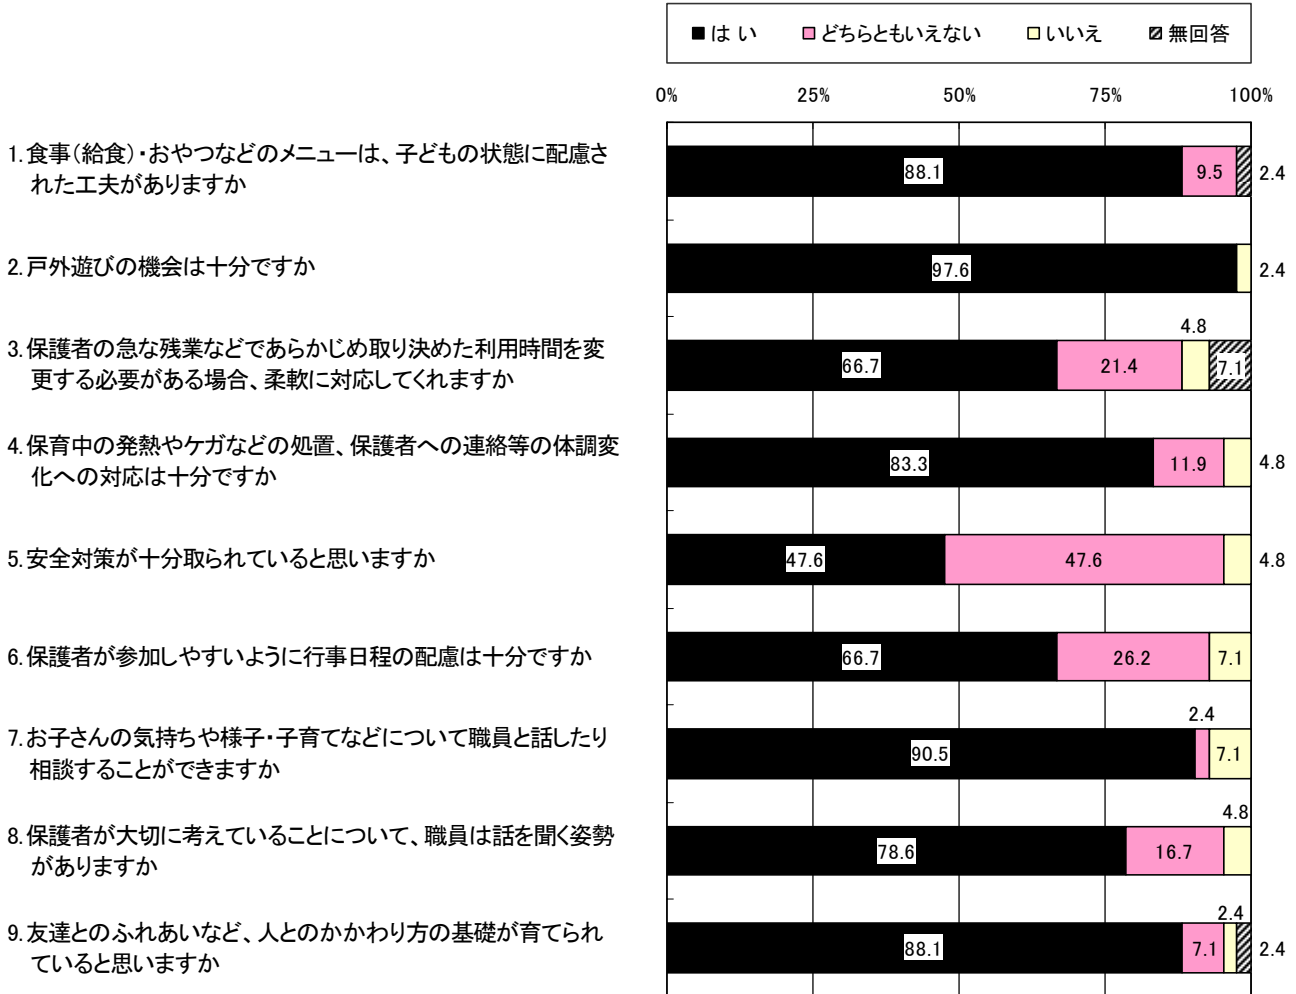 はい どちらともいえない いいえ 無回答
0% 25% 50% 75% 100%
1.食事(給食)・おやつなどのメニューは、子どもの状態に配慮さ
れた工夫がありますか
88.1 9.5 2.4
2.戸外遊びの機会は十分ですか
97.6 2.4
4.8
3.保護者の急な残業などであらかじめ取り決めた利用時間を変
更する必要がある場合、柔軟に対応してくれますか
66.7 21.4 7.1
4.保育中の発熱やケガなどの処置、保護者への連絡等の体調変
化への対応は十分ですか
83.3 11.9 4.8
5.安全対策が十分取られていると思いますか
47.6 47.6 4.8
6.保護者が参加しやすいように行事日程の配慮は十分ですか
66.7 26.2 7.1
2.4
7.お子さんの気持ちや様子・子育てなどについて職員と話したり
相談することができますか
90.5 7.1
4.8
8.保護者が大切に考えていることについて、職員は話を聞く姿勢
がありますか
78.6 16.7
2.4
9.友達とのふれあいなど、人とのかかわり方の基礎が育てられ
ていると思いますか
88.1 7.1 2.4